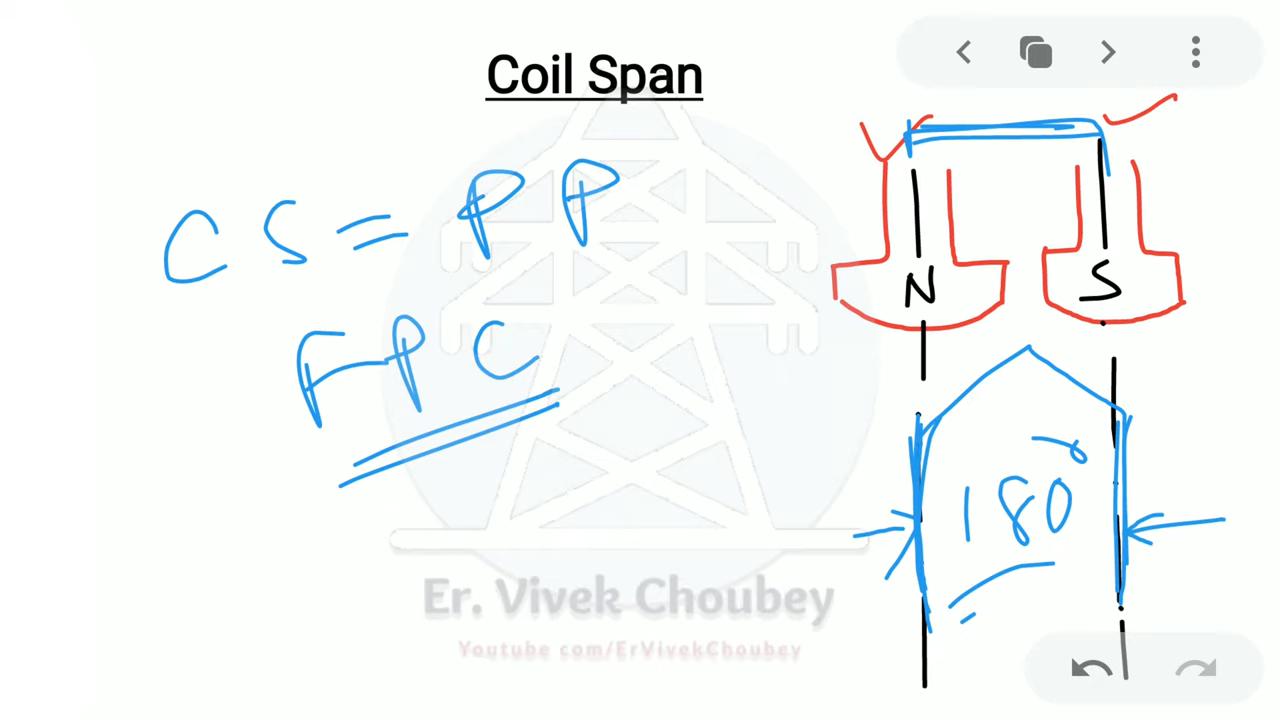 Coil Span
CS = PP
FPC
N S
180°
Er. Vivek Choubey
Youtube.com/ErVivekChoubey